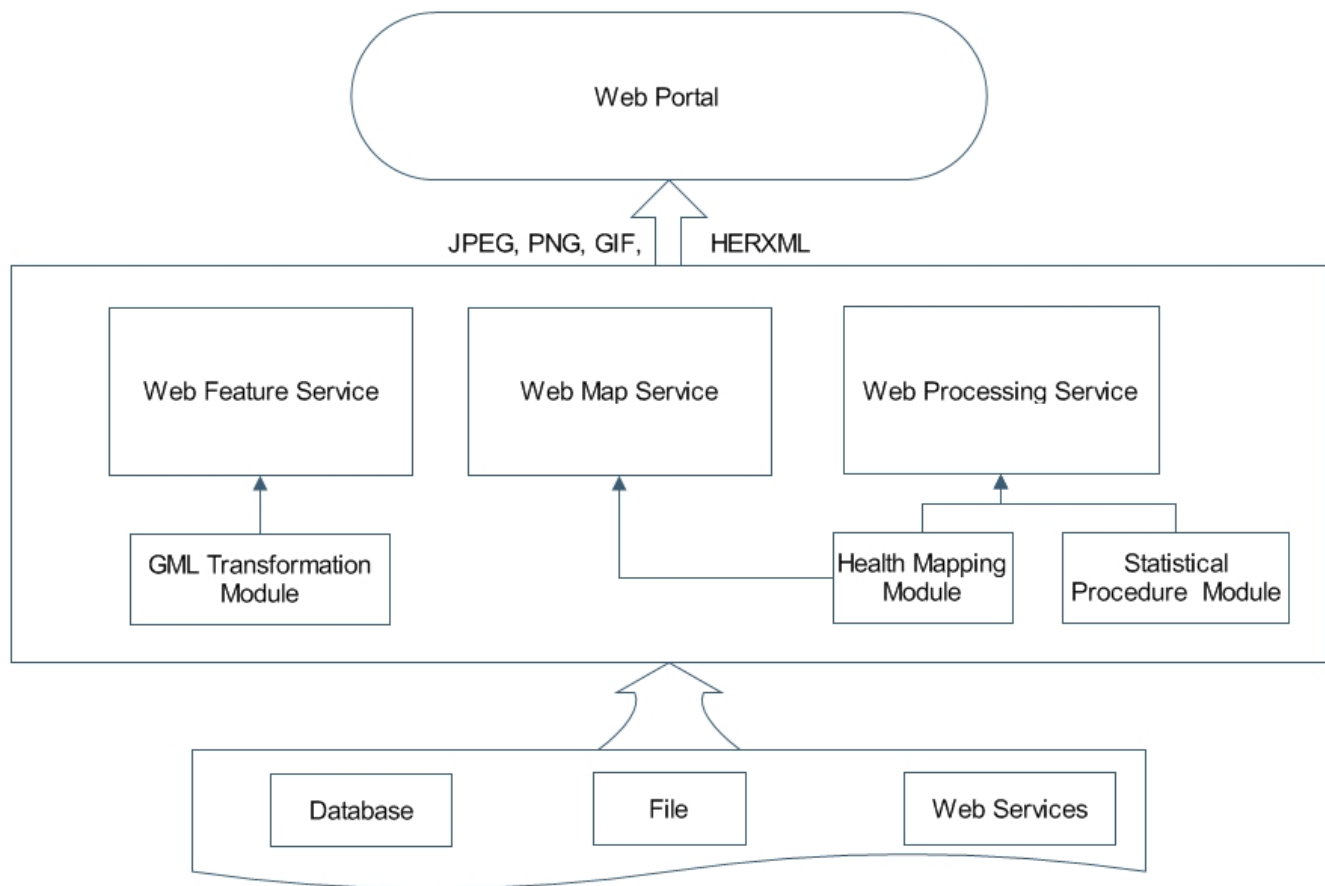 Web Portal
JPEG, PNG, GIF,
HERXML
Web Feature Service
Web Map Service
Web Processing Service
GML Transformation
Module
Health Mapping
Module
Statistical
Procedure Module
Database
File
Web Services